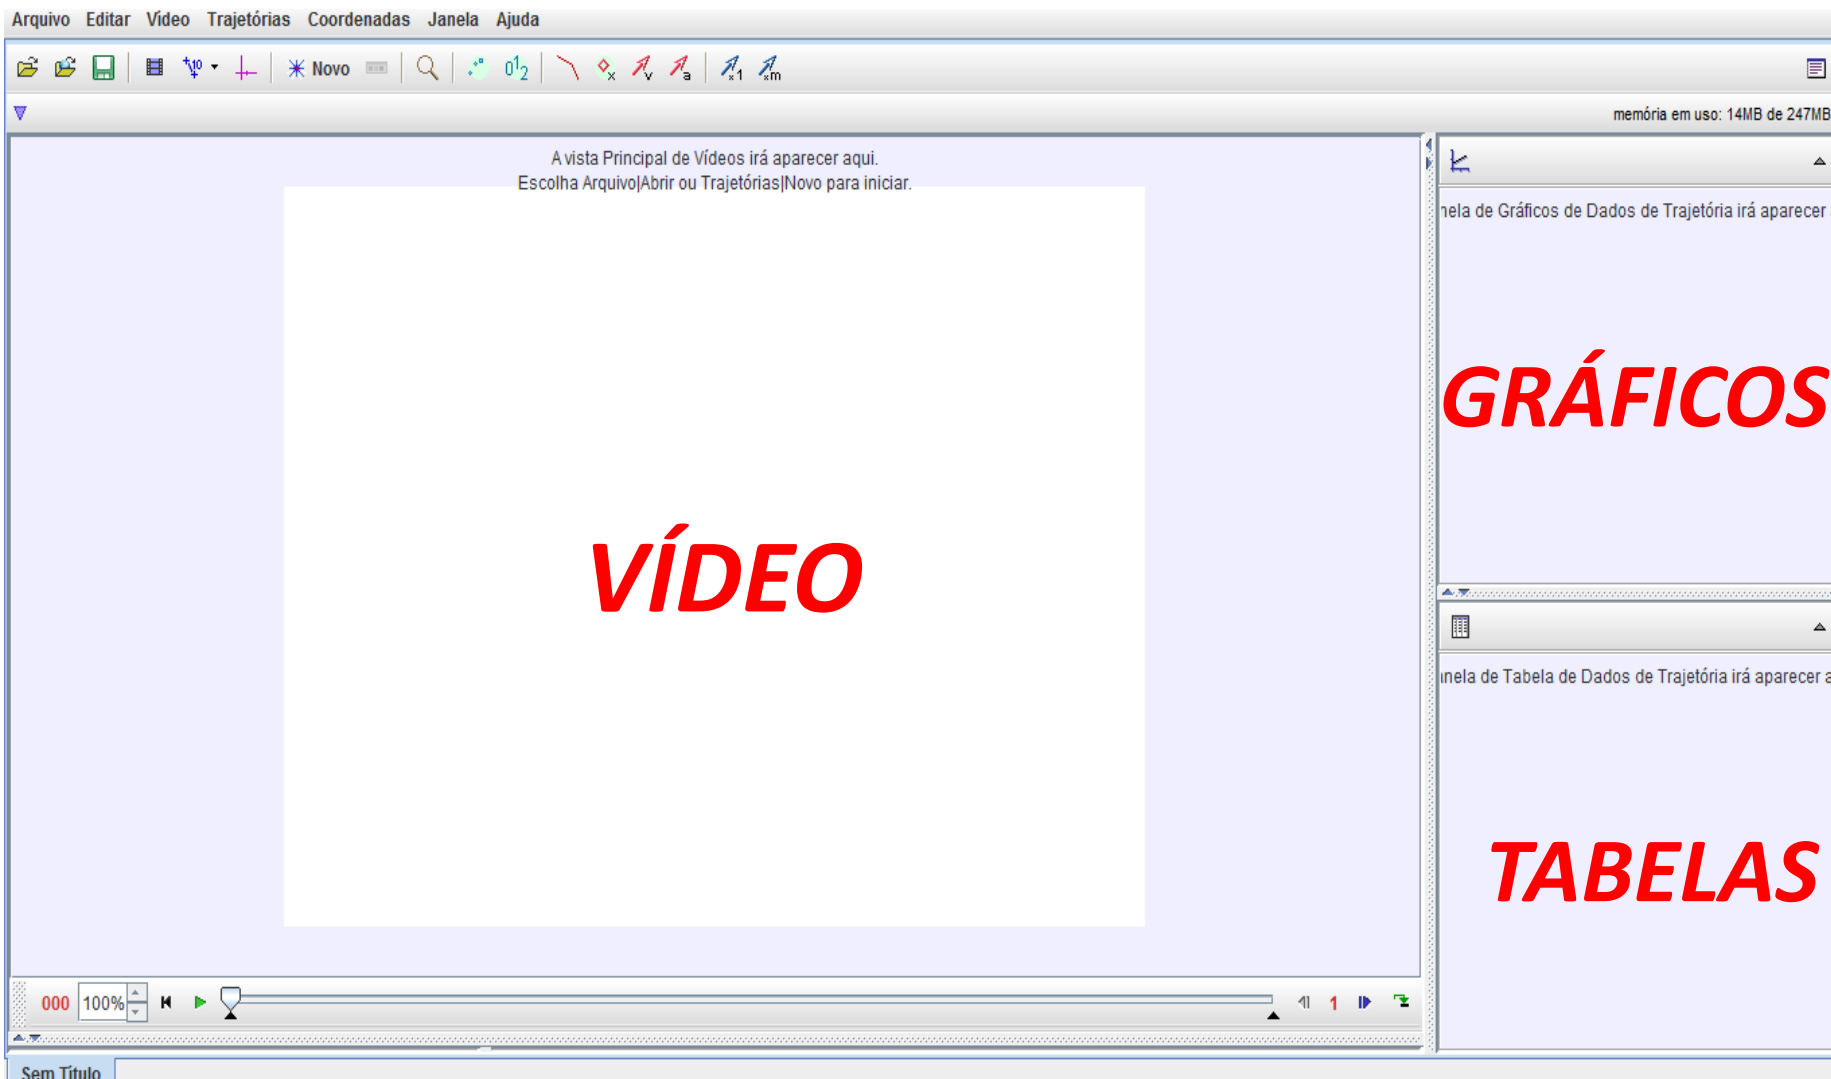 Arquivo Editar Vídeo Trajetórias Coordenadas Janela Ajuda
Novo
memória em uso: 14MB de 247MB
A vista Principal de Vídeos irá aparecer aqui.
Escolha Arquivo|Abrir ou Trajetórias|Novo para iniciar.
nela de Gráficos de Dados de Trajetória irá aparecer
GRÁFICOS
VÍDEO
nela de Tabela de Dados de Trajetória irá aparecer a
TABELAS
000 100% 1
Sem Título